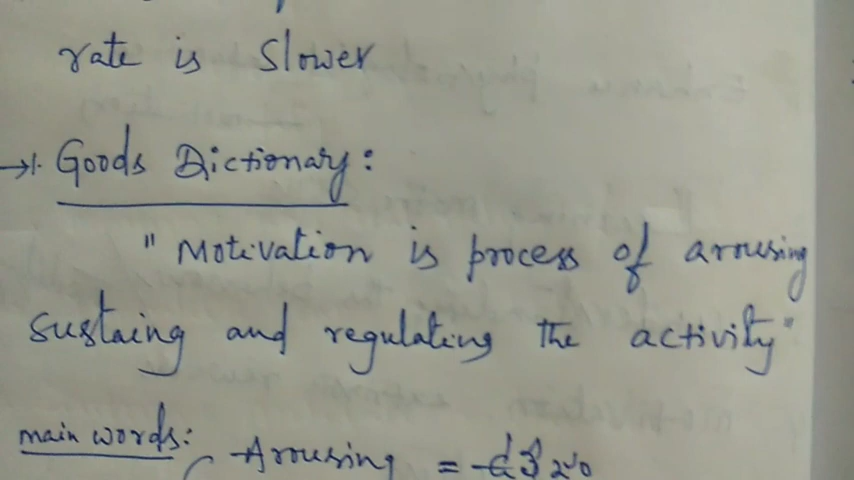 rate is slower
→1. Goods Dictionary:
" Motivation is process of arousing
sustaing and regulating the activity"
main words:
Arousing =